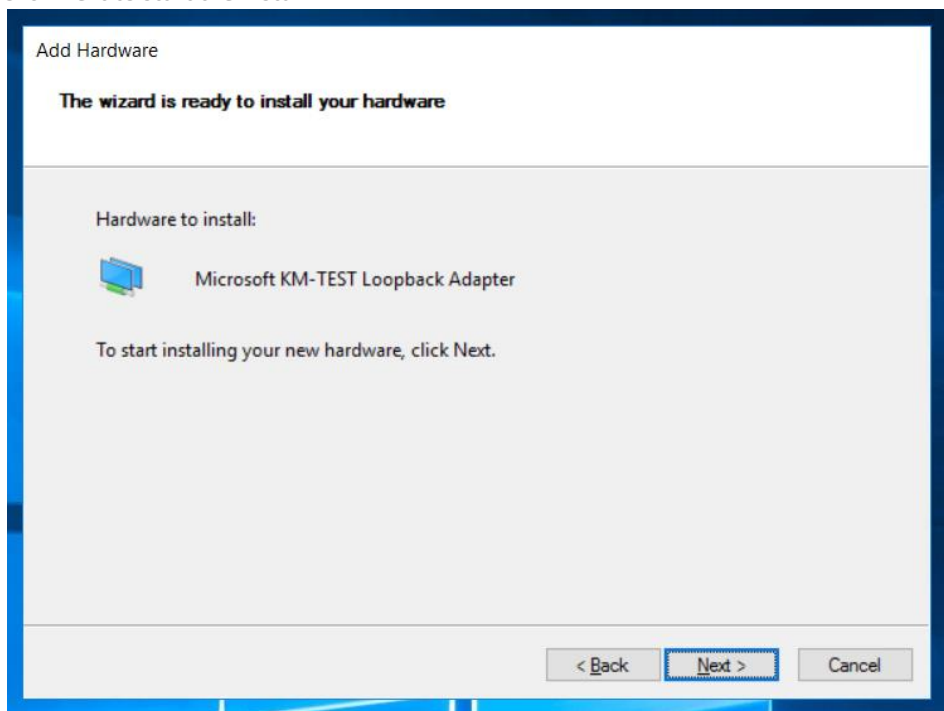 Add Hardware
The wizard is ready to install your hardware
Hardware to install:
Microsoft KM-TEST Loopback Adapter
To start installing your new hardware, click Next.
< Back Next > Cancel